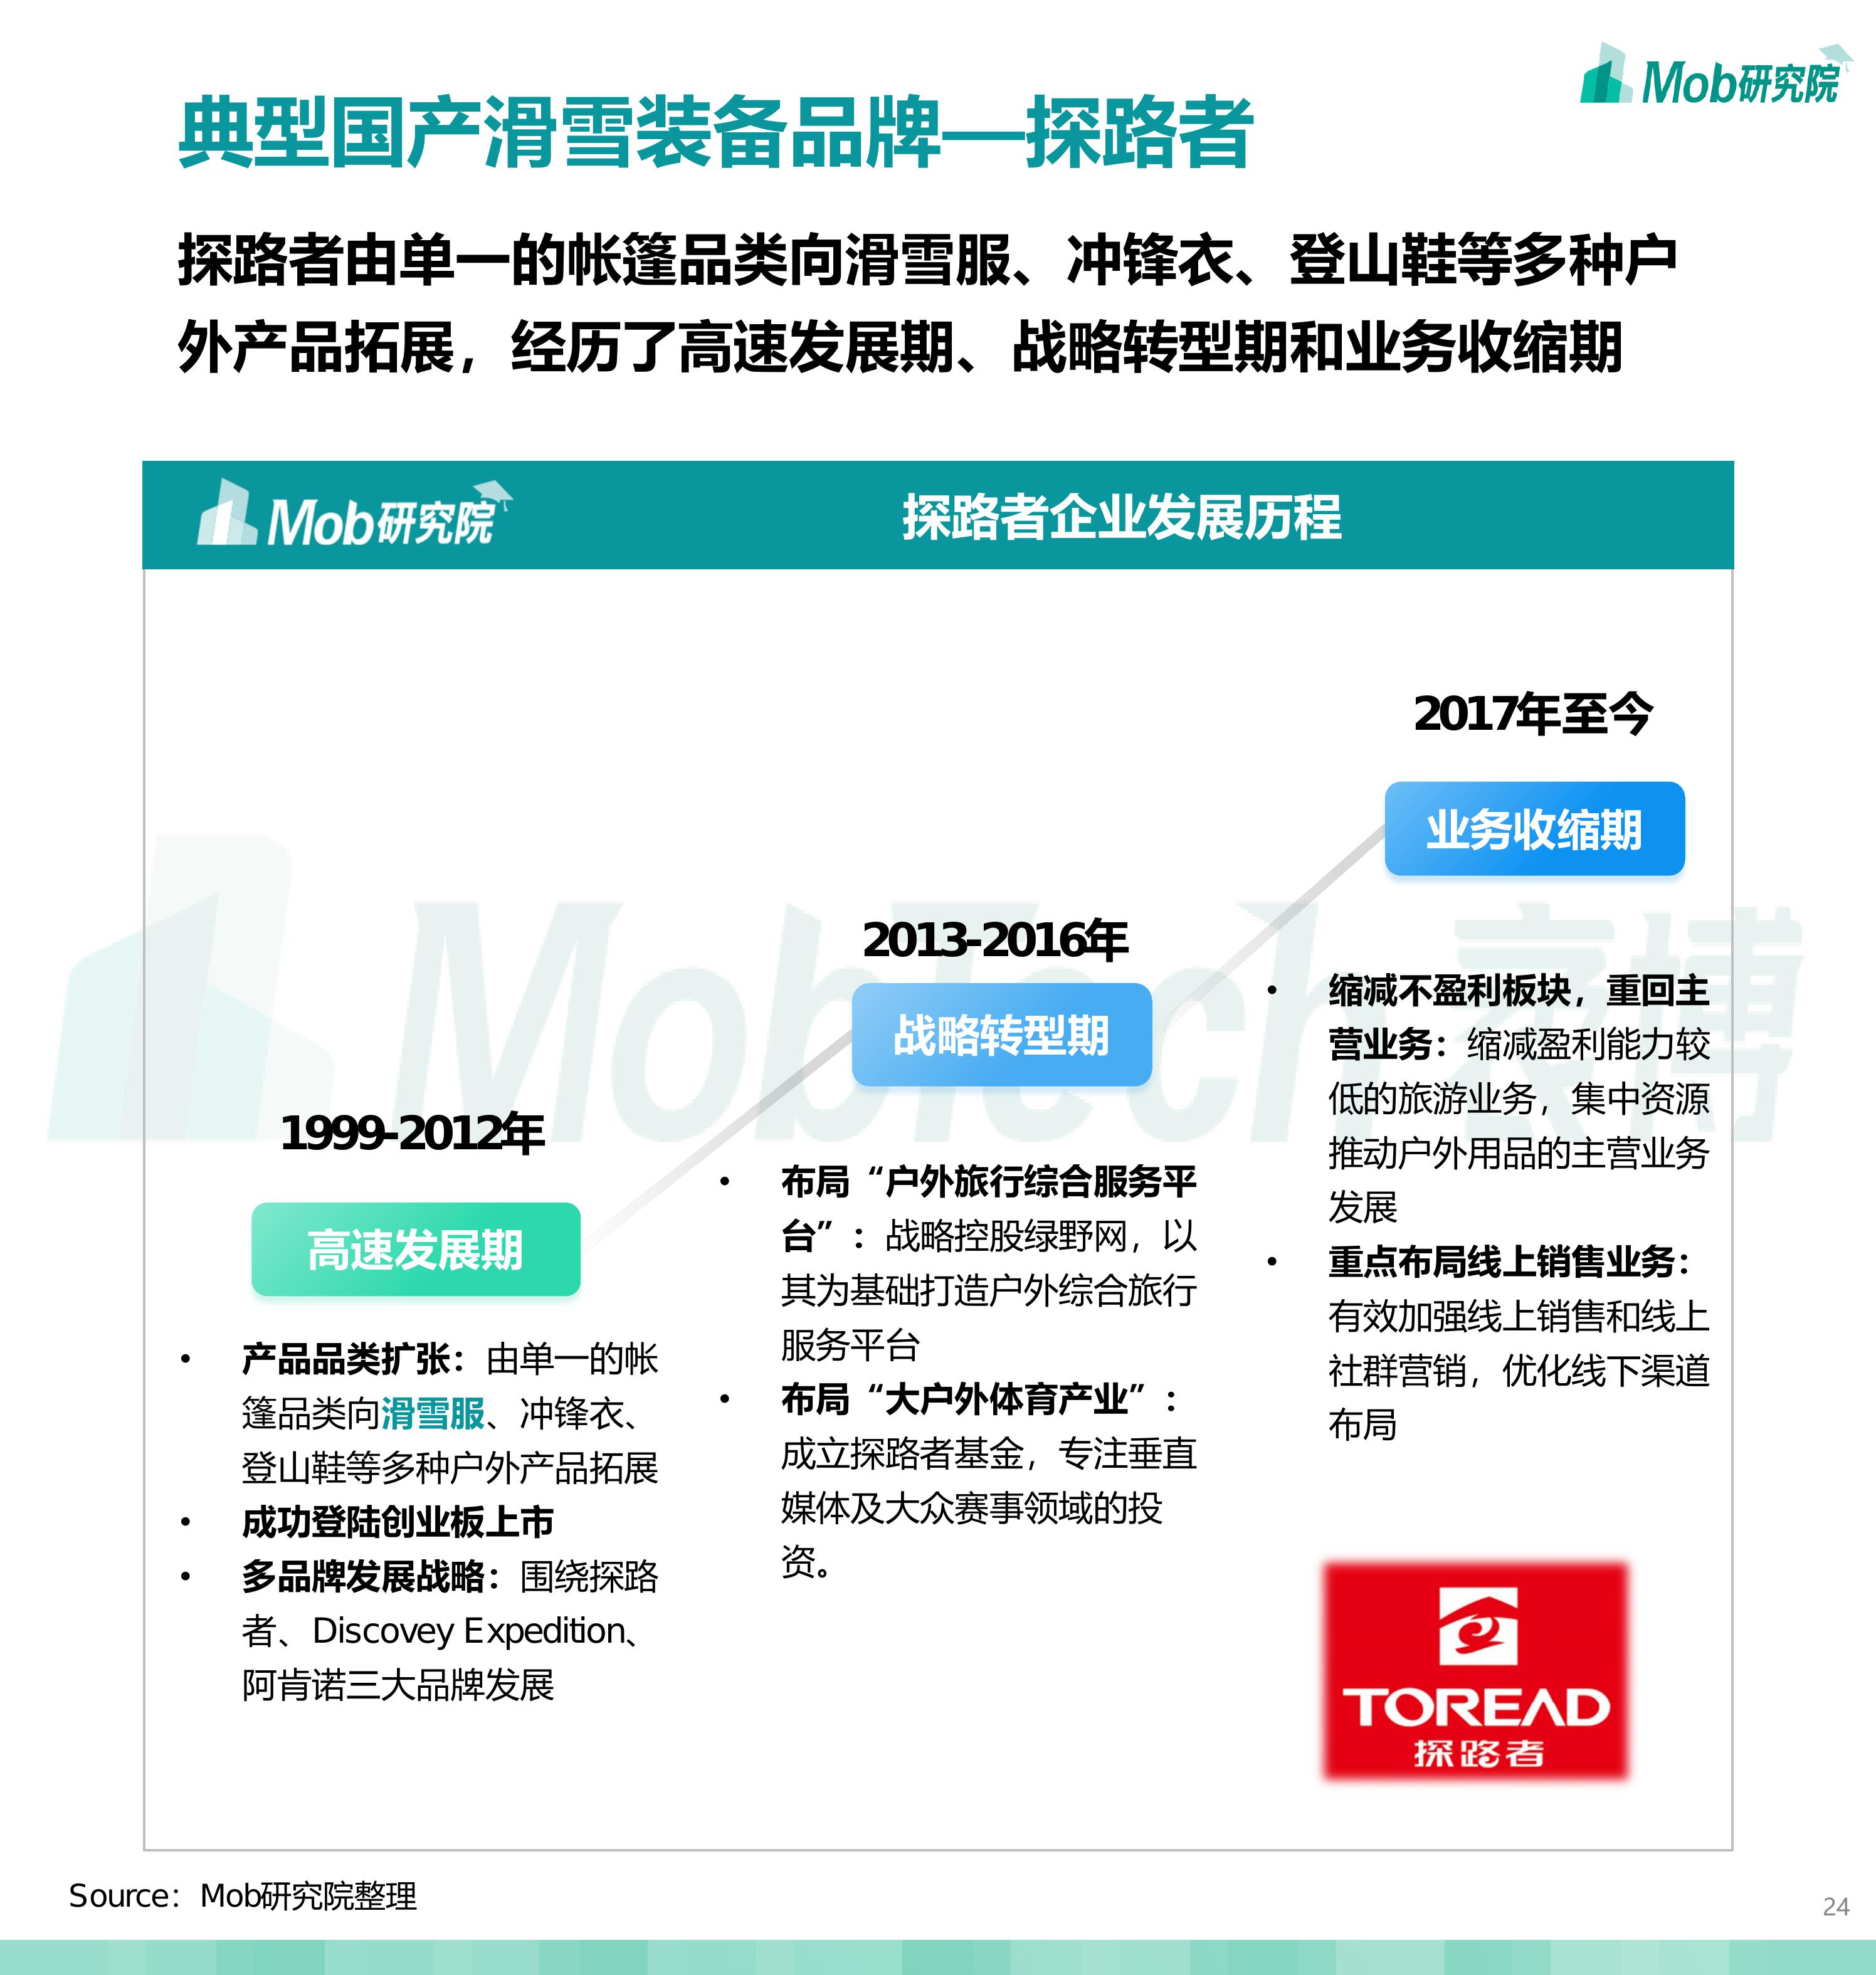 Mob研究院
典型国产滑雪装备品牌—探路者
探路者由单一的帐篷品类向滑雪服、冲锋衣、登山鞋等多种户
外产品拓展，经历了高速发展期、战略转型期和业务收缩期
Mob研究院
探路者企业发展历程
MobTech 袤博
1999-2012年
高速发展期
• 产品品类扩张：由单一的帐
篷品类向滑雪服、冲锋衣、
登山鞋等多种户外产品拓展
• 成功登陆创业板上市
• 多品牌发展战略：围绕探路
者、Discovey Expedition、
阿肯诺三大品牌发展
2013-2016年
战略转型期
• 布局“户外旅行综合服务平
台”：战略控股绿野网，以
其为基础打造户外综合旅行
服务平台
• 布局“大户外体育产业”：
成立探路者基金，专注垂直
媒体及大众赛事领域的投
资。
2017年至今
业务收缩期
• 缩减不盈利板块，重回主
营业务：缩减盈利能力较
低的旅游业务，集中资源
推动户外用品的主营业务
发展
• 重点布局线上销售业务：
有效加强线上销售和线上
社群营销，优化线下渠道
布局
TOREAD
探路者
Source：Mob研究院整理
24